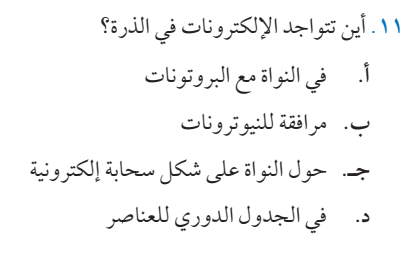 ١١. أين تتواجد الإلكترونات في الذرة؟
أ. في النواة مع البروتونات
ب. مرافقة للنيوترونات
جـ. حول النواة على شكل سحابة إلكترونية
د. في الجدول الدوري للعناصر